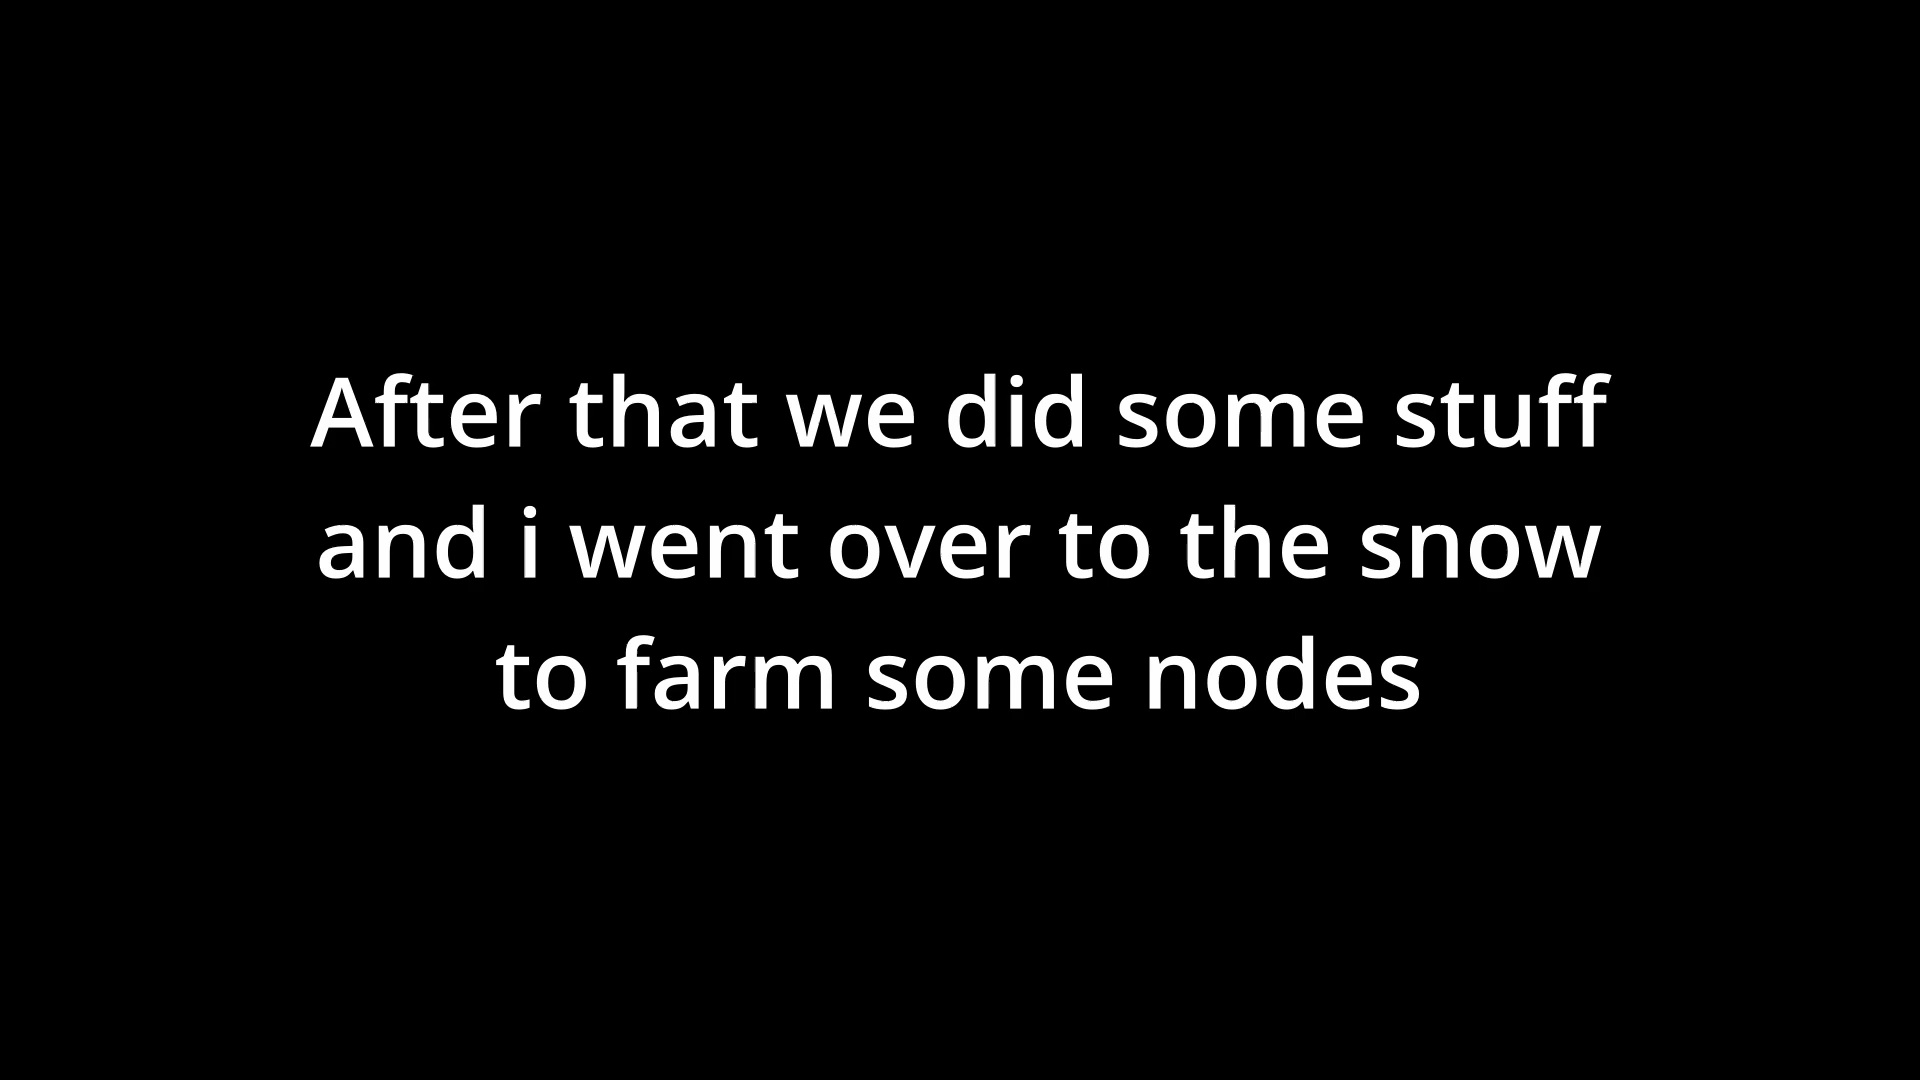 After that we did some stuff
and i went over to the snow
to farm some nodes